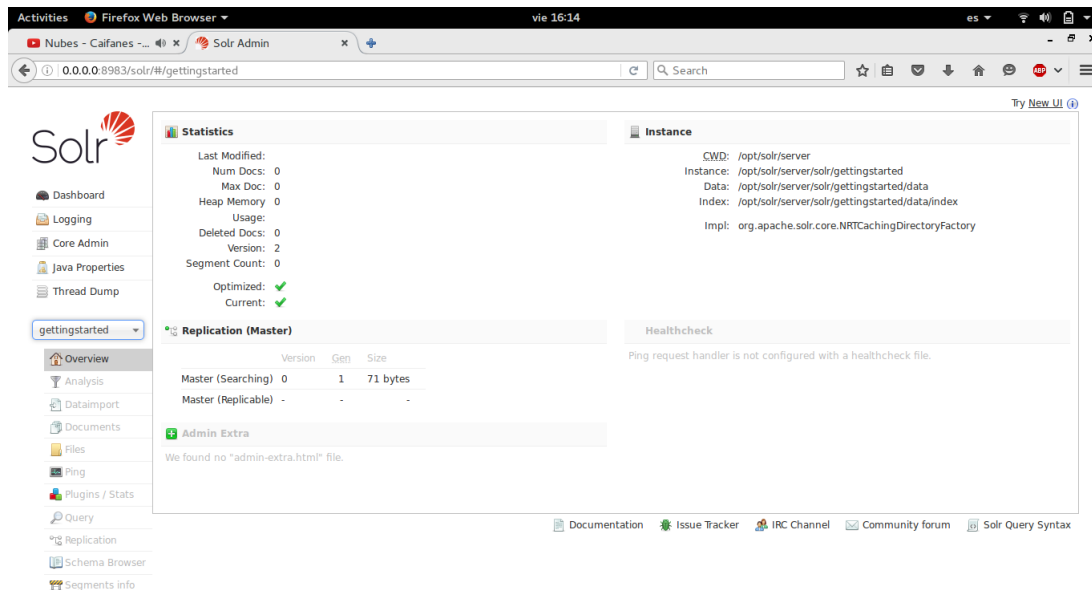 Activities Firefox Web Browser vie 16:14 es
Nubes - Caifanes -... Solr Admin
0.0.0.0:8983/solr/#/gettingstarted Search ABP
Try New UI
Solr
Dashboard
Logging
Core Admin
Java Properties
Thread Dump
gettingstarted
Overview
Analysis
Dataimport
Documents
Files
Ping
Plugins / Stats
Query
Replication
Schema Browser
Segments info
Statistics
Last Modified:
Num Docs: 0
Max Doc: 0
Heap Memory 0
Usage:
Deleted Docs: 0
Version: 2
Segment Count: 0
Optimized:
Current:
Instance
CWD: /opt/solr/server
Instance: /opt/solr/server/solr/gettingstarted
Data: /opt/solr/server/solr/gettingstarted/data
Index: /opt/solr/server/solr/gettingstarted/data/index
Impl: org.apache.solr.core.NRTCachingDirectoryFactory
Replication (Master)
Version Gen Size
Master (Searching) 0 1 71 bytes
Master (Replicable) - - -
Healthcheck
Ping request handler is not configured with a healthcheck file.
Admin Extra
We found no "admin-extra.html" file.
Documentation Issue Tracker IRC Channel Community forum Solr Query Syntax